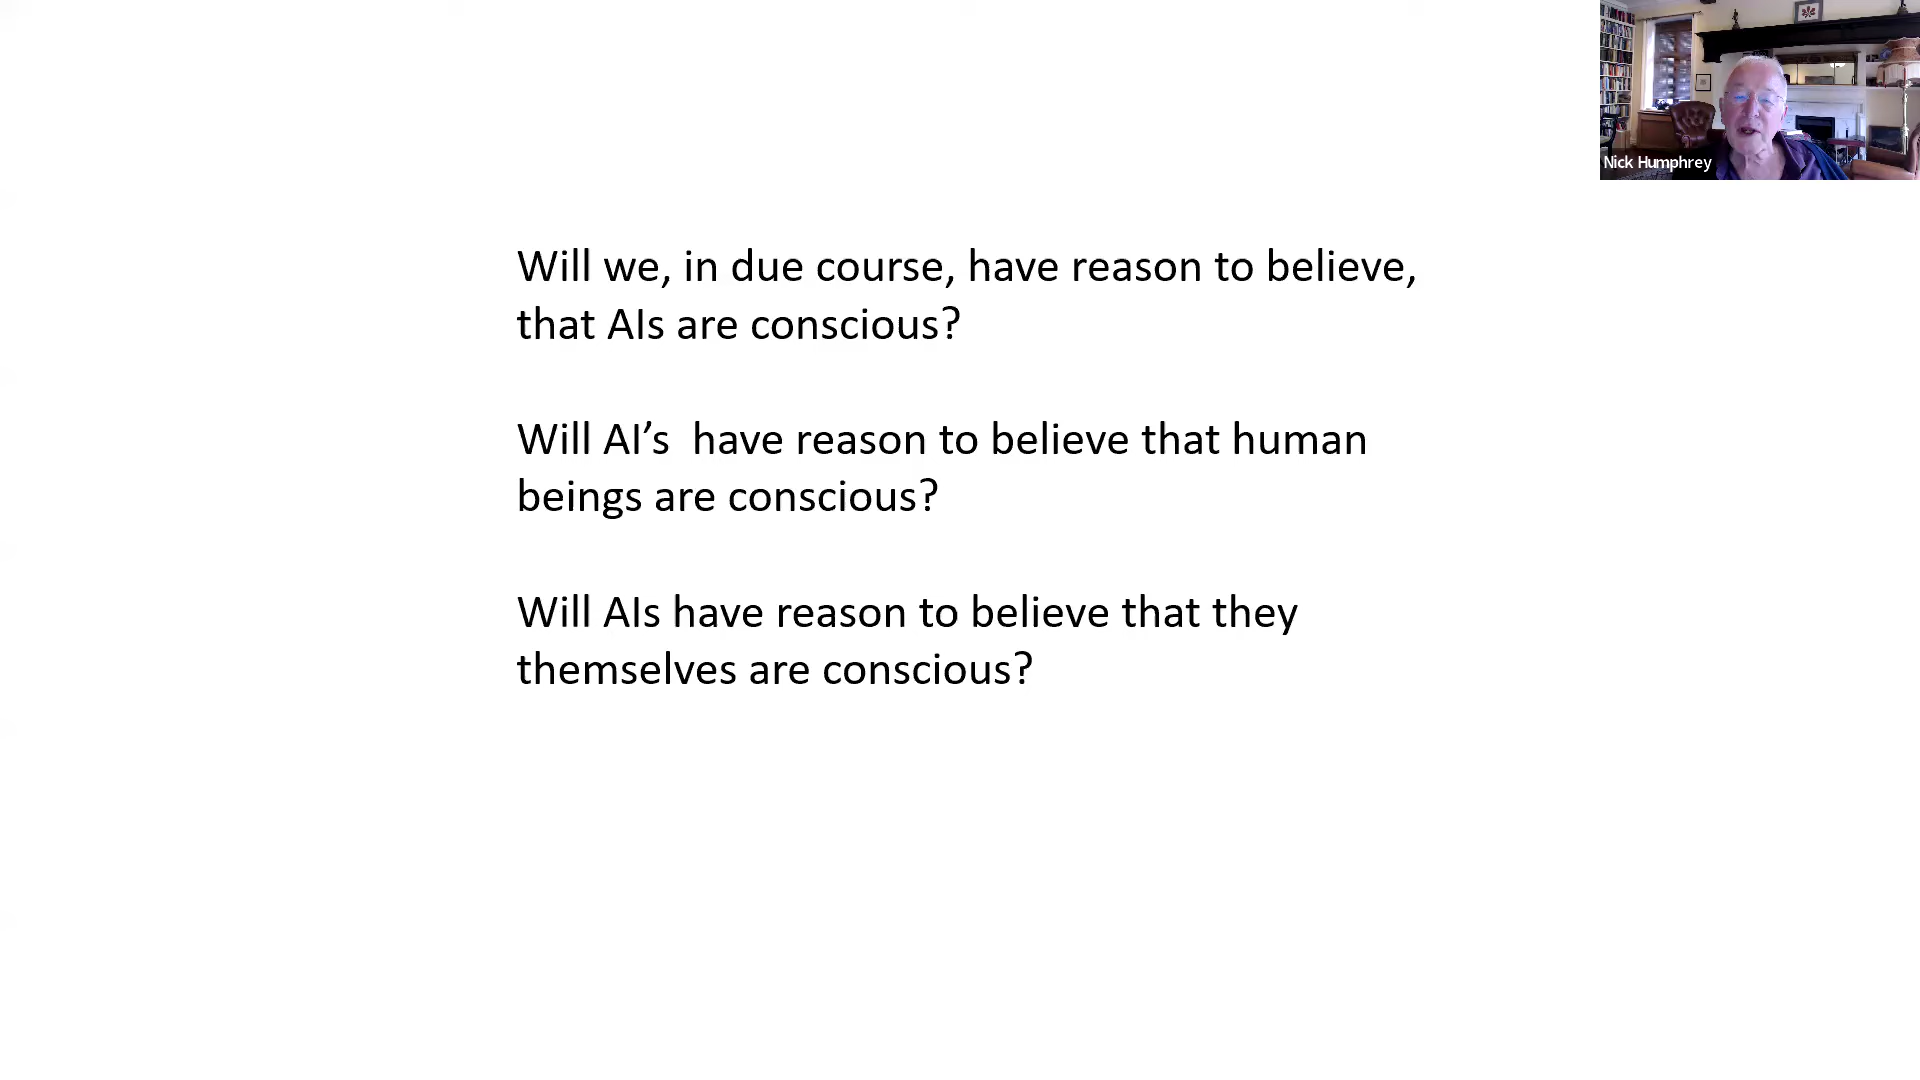 Nick Humphrey
Will we, in due course, have reason to believe,
that AIs are conscious?
Will AI’s  have reason to believe that human
beings are conscious?
Will AIs have reason to believe that they
themselves are conscious?